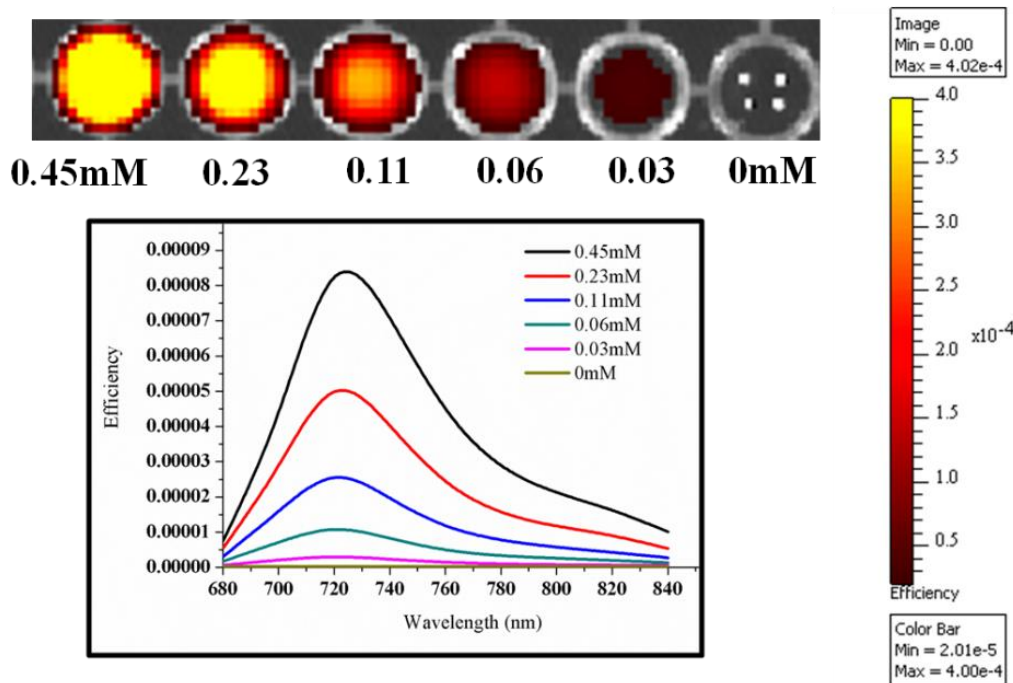 0.45mM 0.23 0.11 0.06 0.03 0mM
Efficiency
0.00009
0.00008
0.00007
0.00006
0.00005
0.00004
0.00003
0.00002
0.00001
0.00000
680 700 720 740 760 780 800 820 840
Wavelength (nm)
0.45mM
0.23mM
0.11mM
0.06mM
0.03mM
0mM
Image
Min = 0.00
Max = 4.02e-4
4.0
3.5
3.0
2.5
2.0
1.5
1.0
0.5
x10-4
Efficiency
Color Bar
Min = 2.01e-5
Max = 4.00e-4